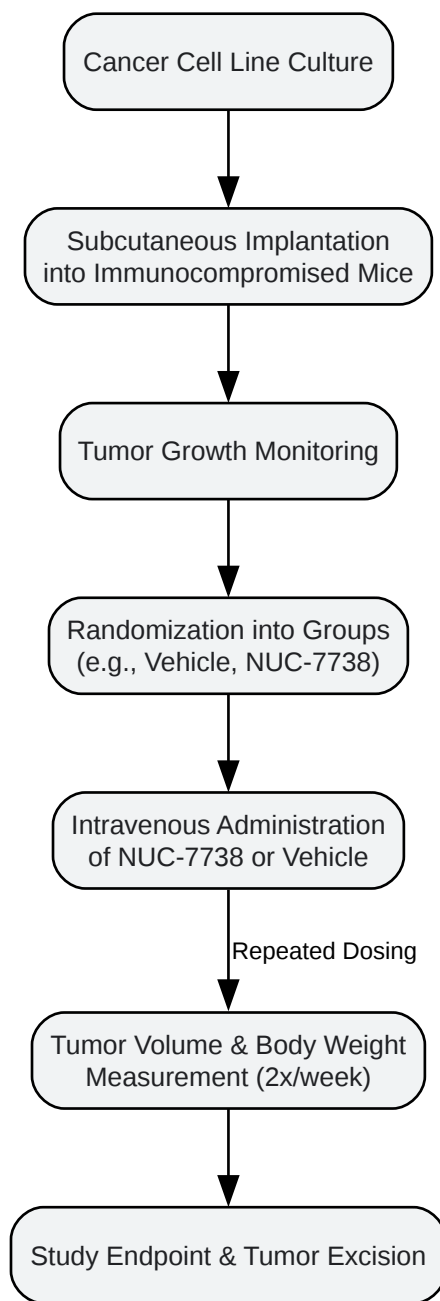 Cancer Cell Line Culture
Subcutaneous Implantation
into Immunocompromised Mice
Tumor Growth Monitoring
Randomization into Groups
(e.g., Vehicle, NUC-7738)
Intravenous Administration
of NUC-7738 or Vehicle
Repeated Dosing
Tumor Volume & Body Weight
Measurement (2x/week)
Study Endpoint & Tumor Excision